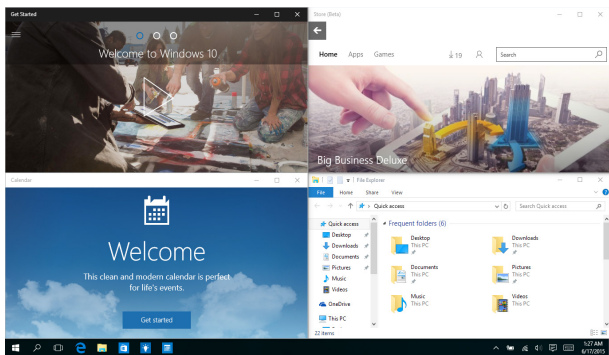 Get Started
Welcome to Windows 10
Store (Beta)
Home Apps Games
19
Search
Big Business Deluxe
Calendar
Welcome
This clean and modern calendar is perfect
for life's events.
Get started
File Explorer
File Home Share View
Quick access
Search Quick access
Quick access
Desktop
Downloads
Documents
Pictures
Music
Videos
OneDrive
This PC
Frequent folders (6)
Desktop
This PC
Downloads
This PC
Documents
This PC
Pictures
This PC
Music
This PC
Videos
This PC
22 items
1:27 AM
6/17/2015